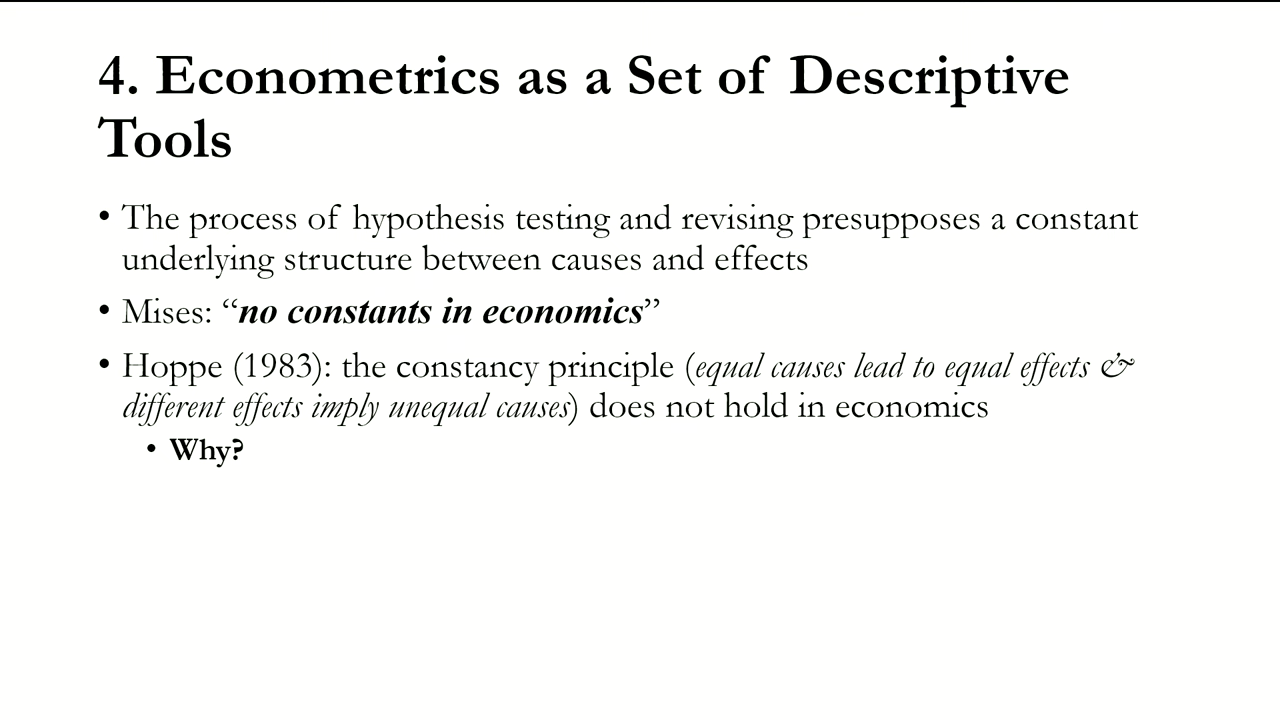 4. Econometrics as a Set of Descriptive
Tools
• The process of hypothesis testing and revising presupposes a constant
underlying structure between causes and effects
• Mises: “no constants in economics”
• Hoppe (1983): the constancy principle (equal causes lead to equal effects &
different effects imply unequal causes) does not hold in economics
• Why?